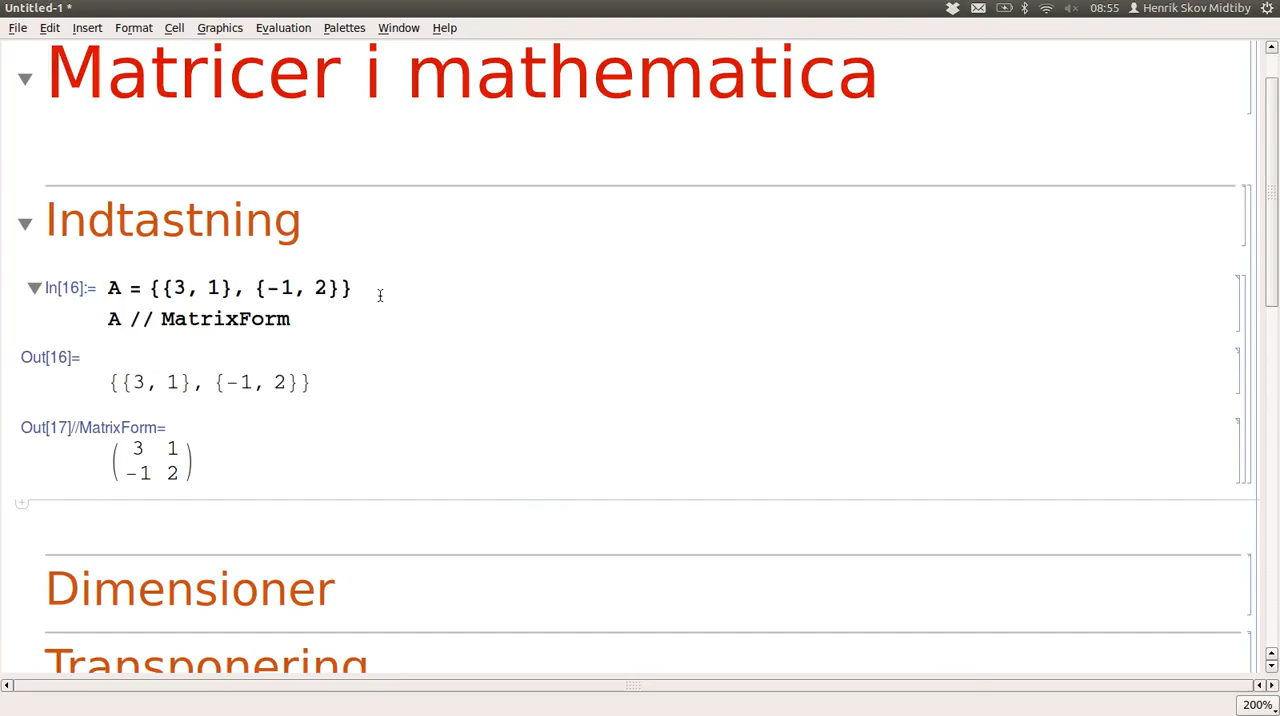 Untitled-1 * 08:55 Henrik Skov Midtiby
File Edit Insert Format Cell Graphics Evaluation Palettes Window Help
Matricer i mathematica
Indtastning
In[16]:= A = {{3, 1}, {-1, 2}}
A // MatrixForm
Out[16]=
{{3, 1}, {-1, 2}}
Out[17]//MatrixForm=
3 1
-1 2
Dimensioner
Transponering
200%